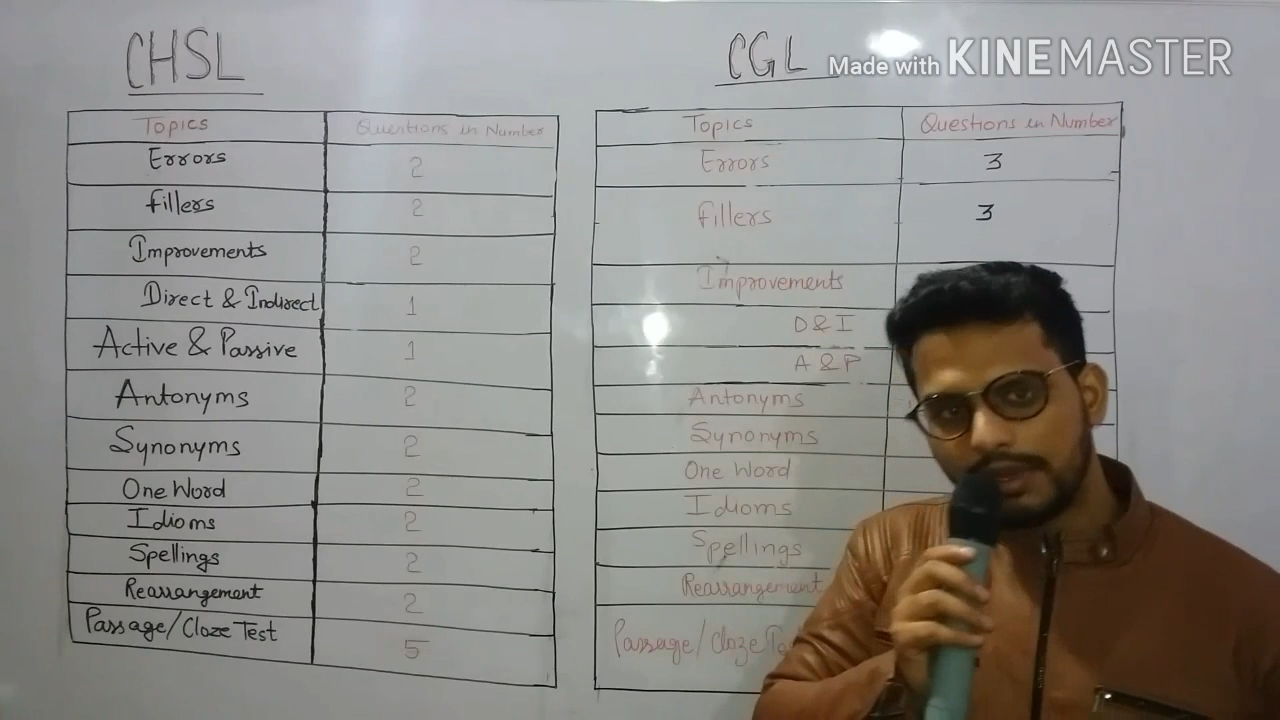 CHSL
Topics Questions in Number
Errors 2
fillers 2
Improvements 2
Direct & Indirect 1
Active & Passive 1
Antonyms 2
Synonyms 2
One Word 2
Idioms 2
Spellings 2
Rearrangement 2
Passage/Cloze Test 5
CGL
Made with KINEMASTER
Topics Questions in Number
Errors 3
fillers 3
Improvements
D & I
A & P
Antonyms
Synonyms
One Word
Idioms
Spellings
Rearrangement
Passage/Cloze